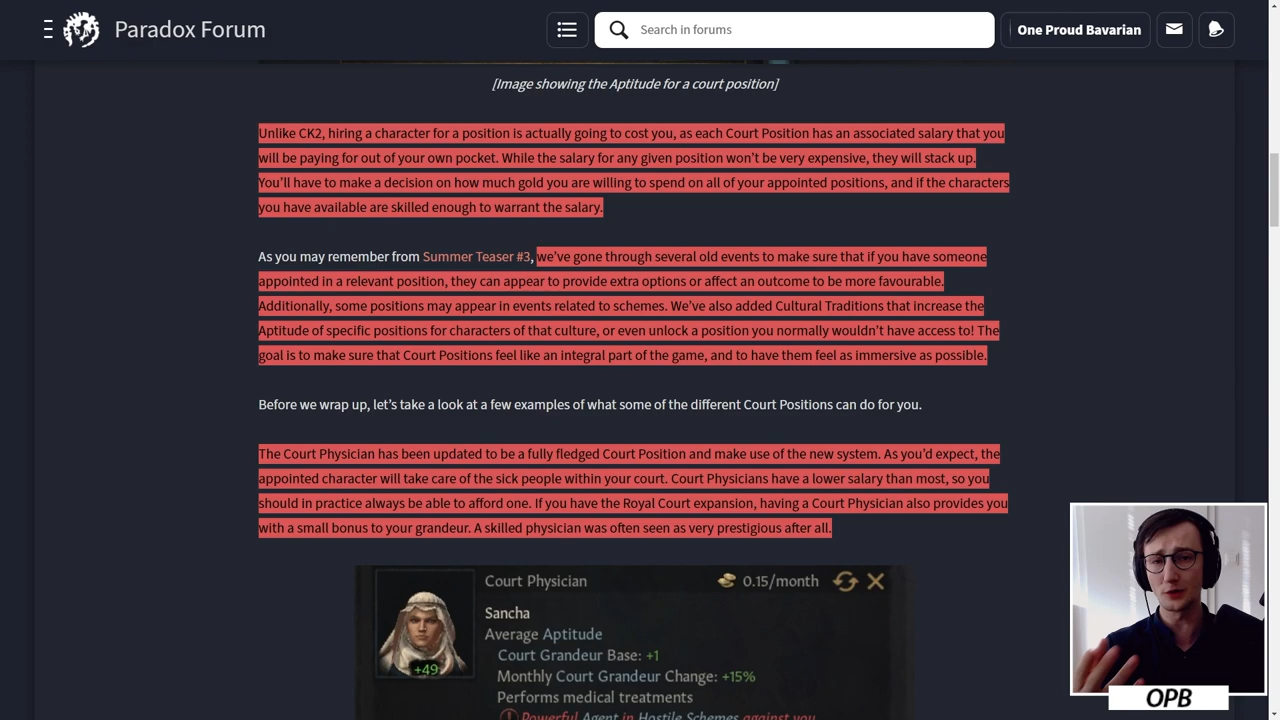 Paradox Forum
Search in forums
One Proud Bavarian
[Image showing the Aptitude for a court position]
Unlike CK2, hiring a character for a position is actually going to cost you, as each Court Position has an associated salary that you
will be paying for out of your own pocket. While the salary for any given position won’t be very expensive, they will stack up.
You’ll have to make a decision on how much gold you are willing to spend on all of your appointed positions, and if the characters
you have available are skilled enough to warrant the salary.
As you may remember from Summer Teaser #3, we’ve gone through several old events to make sure that if you have someone
appointed in a relevant position, they can appear to provide extra options or affect an outcome to be more favourable.
Additionally, some positions may appear in events related to schemes. We’ve also added Cultural Traditions that increase the
Aptitude of specific positions for characters of that culture, or even unlock a position you normally wouldn’t have access to! The
goal is to make sure that Court Positions feel like an integral part of the game, and to have them feel as immersive as possible.
Before we wrap up, let’s take a look at a few examples of what some of the different Court Positions can do for you.
The Court Physician has been updated to be a fully fledged Court Position and make use of the new system. As you’d expect, the
appointed character will take care of the sick people within your court. Court Physicians have a lower salary than most, so you
should in practice always be able to afford one. If you have the Royal Court expansion, having a Court Physician also provides you
with a small bonus to your grandeur. A skilled physician was often seen as very prestigious after all.
Court Physician 0.15/month
Sancha
Average Aptitude
Court Grandeur Base: +1
+49
Monthly Court Grandeur Change: +15%
Performs medical treatments
Powerful Agent in Hostile Schemes against you
OPB